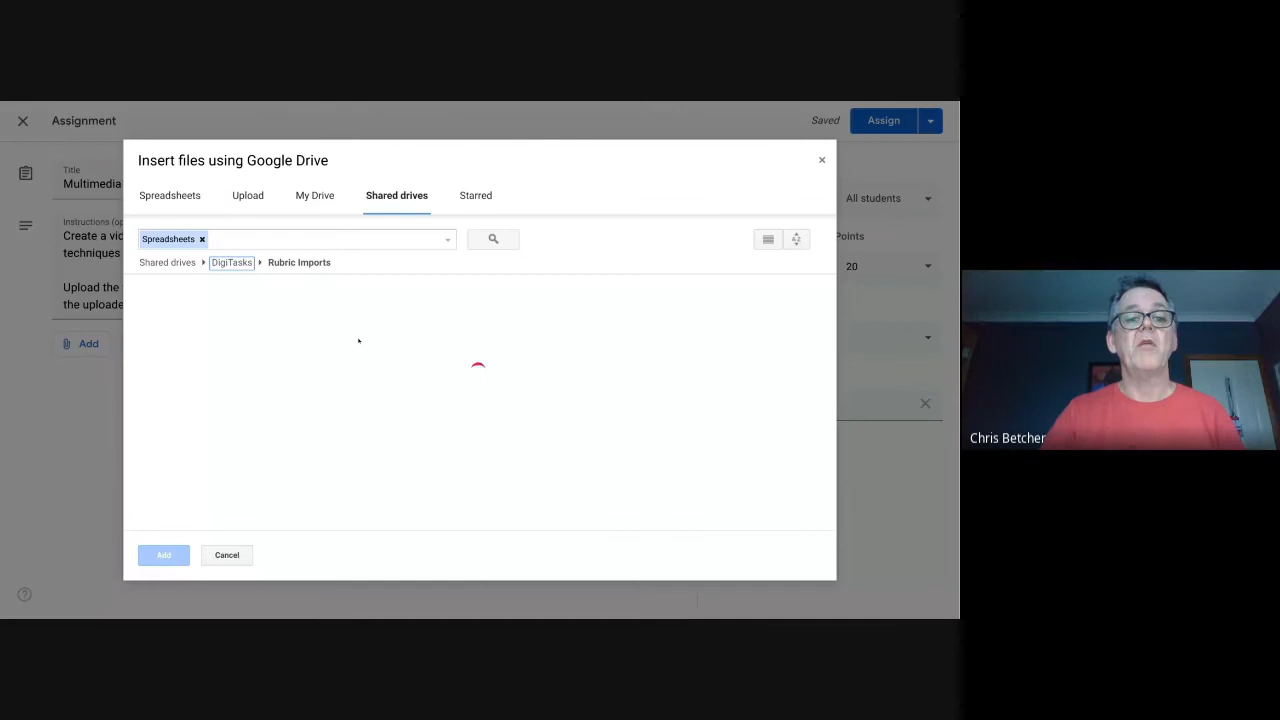 Assignment
Saved
Assign
Insert files using Google Drive
Spreadsheets
Upload
My Drive
Shared drives
Starred
Spreadsheets
Shared drives
DigiTasks
Rubric Imports
Add
Cancel
Title
Multimedia
Instructions (op
Create a vid
techniques
Upload the
the uploade
Add
All students
Points
20
Chris Betcher